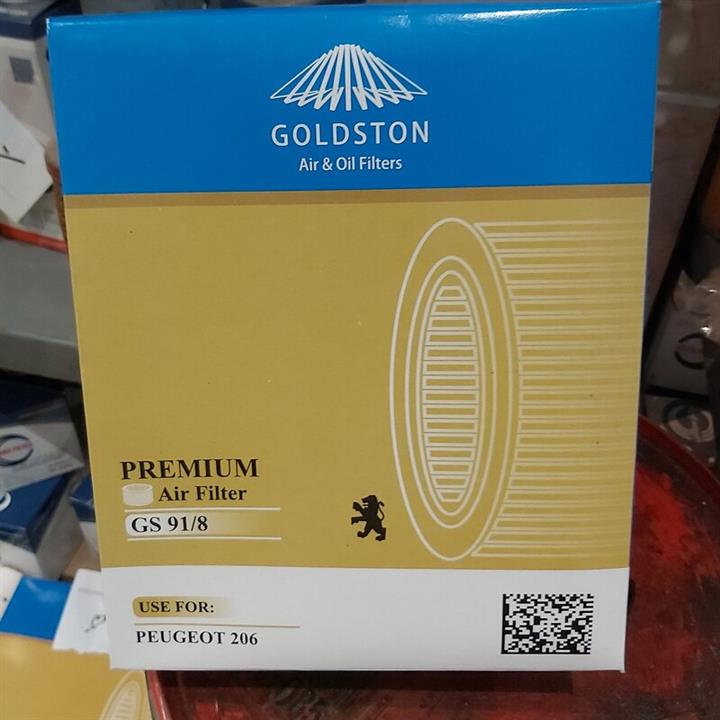 GOLDSTON
Air & Oil Filters
PREMIUM
Air Filter
GS 91/8
USE FOR:
PEUGEOT 206